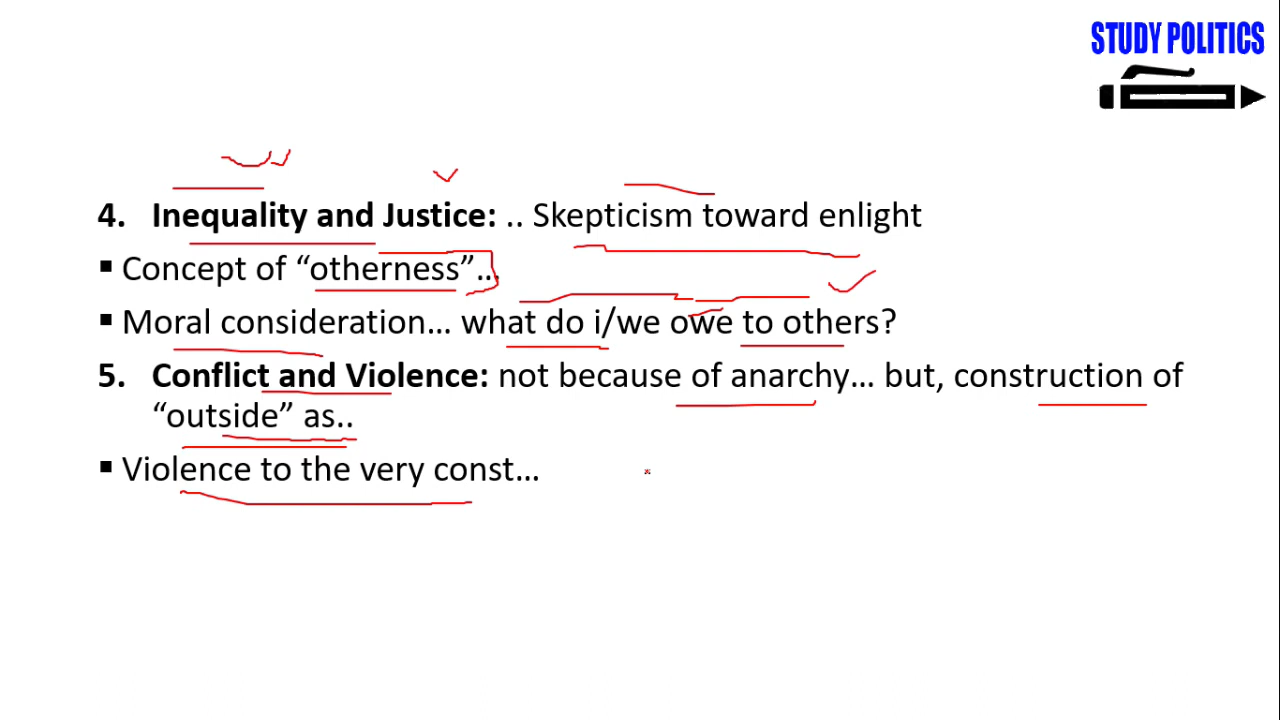 STUDY POLITICS
4. Inequality and Justice: .. Skepticism toward enlight
▪ Concept of “otherness”...
▪ Moral consideration... what do i/we owe to others?
5. Conflict and Violence: not because of anarchy... but, construction of
“outside” as..
▪ Violence to the very const...